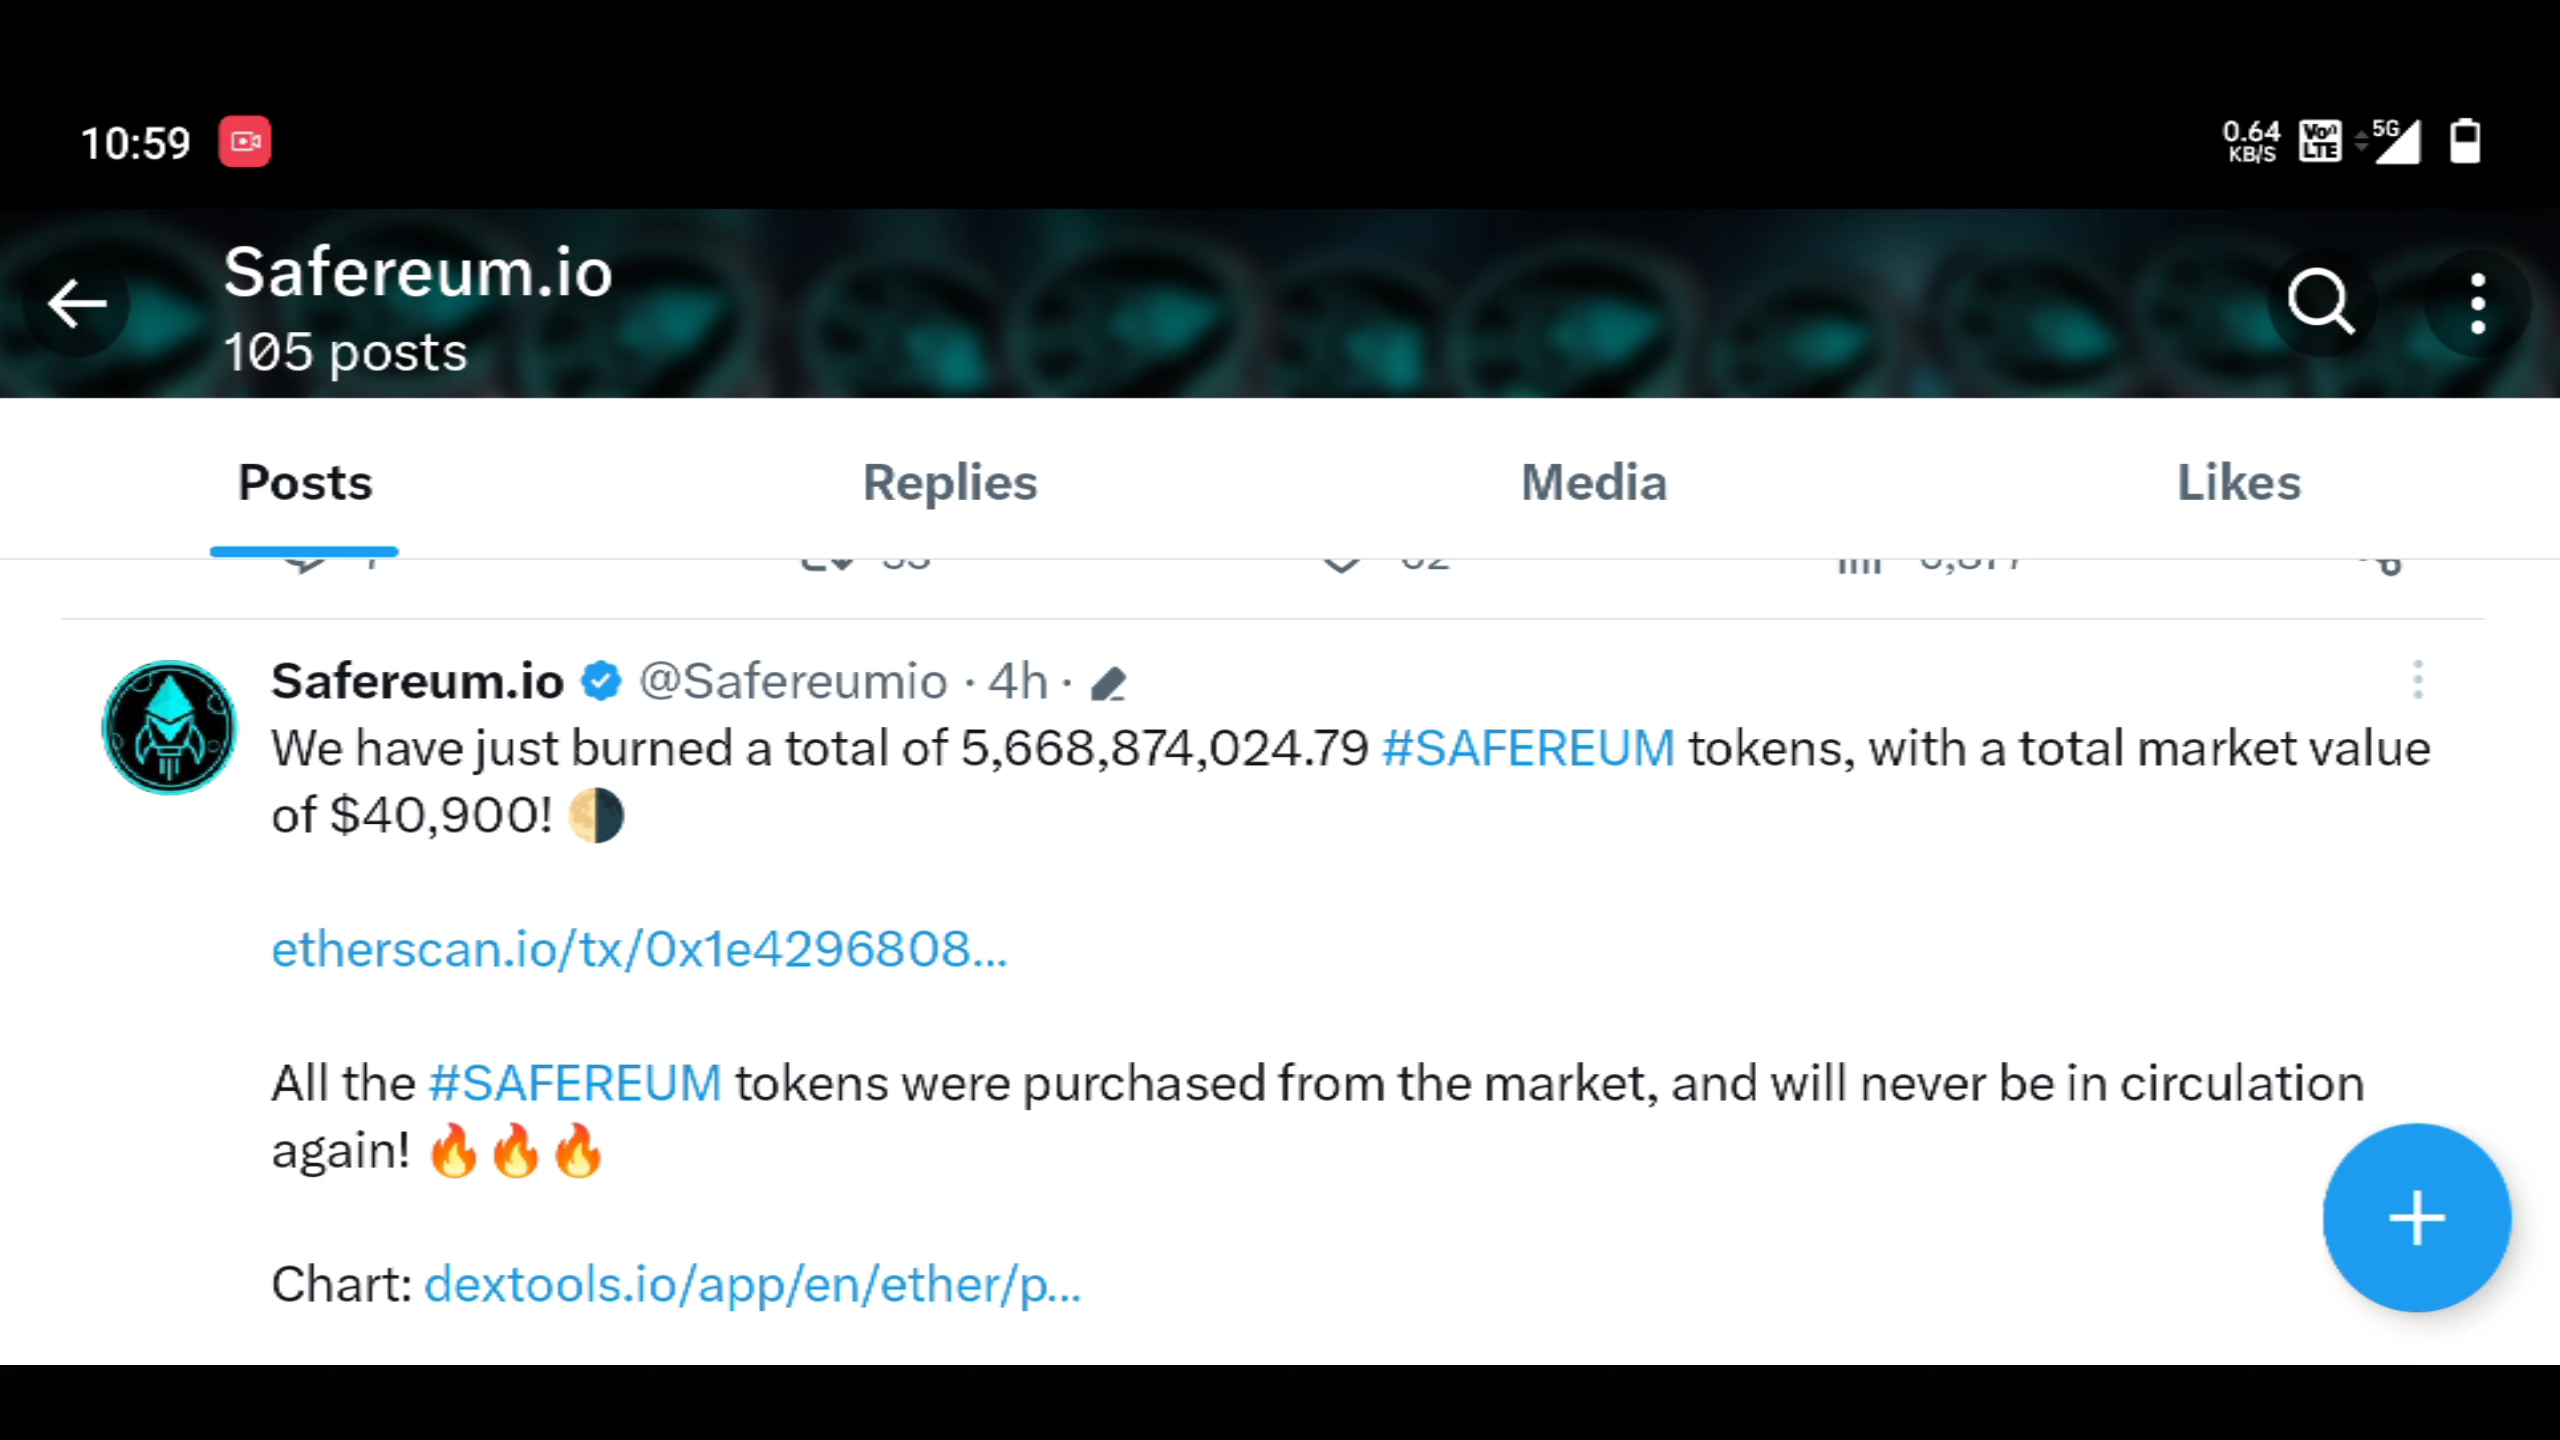 10:59
0.64
KB/S
Vo))
LTE
5G
Safereum.io
105 posts
Posts
Replies
Media
Likes
Safereum.io @Safereumio · 4h ·
We have just burned a total of 5,668,874,024.79 #SAFEREUM tokens, with a total market value
of $40,900! 🌗
etherscan.io/tx/0x1e4296808...
All the #SAFEREUM tokens were purchased from the market, and will never be in circulation
again! 🔥🔥🔥
Chart: dextools.io/app/en/ether/p...